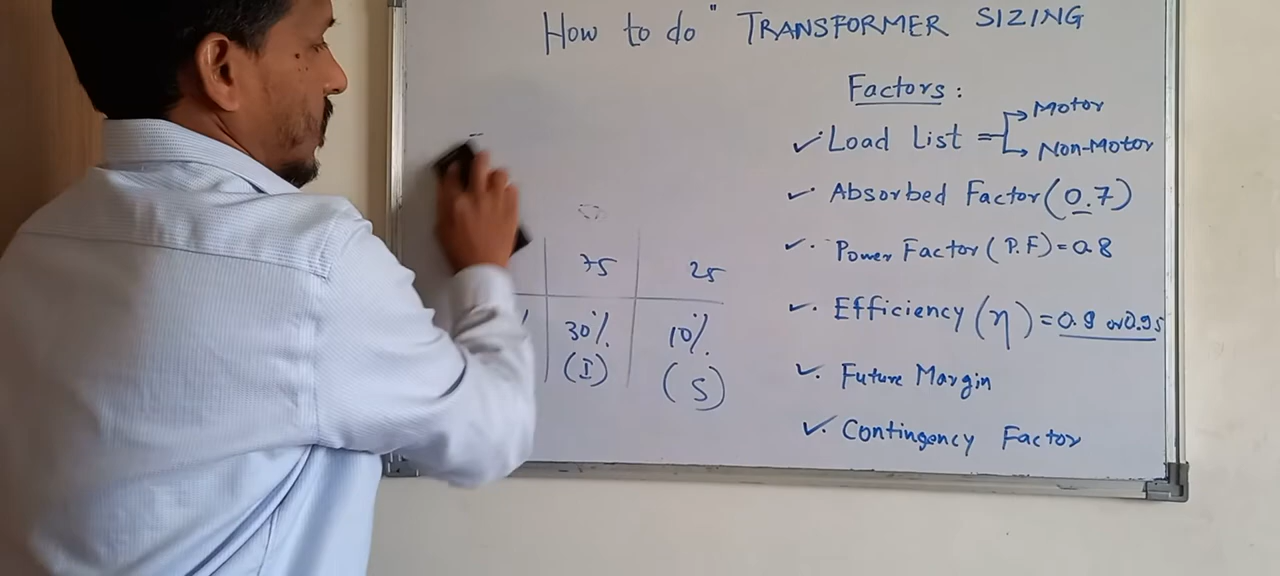 How to do " TRANSFORMER SIZING
Factors:
✓ Load List = Motor
Non-Motor
✓ Absorbed Factor (0.7)
✓ Power Factor (P.F) = 0.8
✓ Efficiency (η) = 0.9 or 0.95
✓ Future Margin
✓ Contingency Factor
75 25
30% 10%
(I) (S)